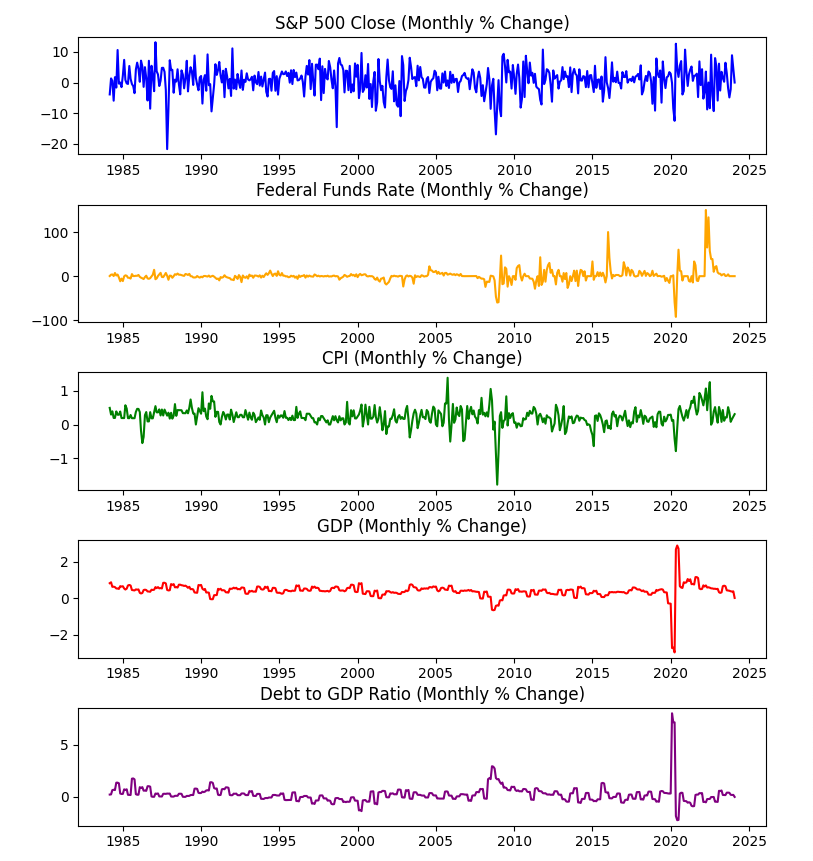 S&P 500 Close (Monthly % Change)
10
0
−10
−20
1985 1990 1995 2000 2005 2010 2015 2020 2025
Federal Funds Rate (Monthly % Change)
100
0
−100
1985 1990 1995 2000 2005 2010 2015 2020 2025
CPI (Monthly % Change)
1
0
−1
1985 1990 1995 2000 2005 2010 2015 2020 2025
GDP (Monthly % Change)
2
0
−2
1985 1990 1995 2000 2005 2010 2015 2020 2025
Debt to GDP Ratio (Monthly % Change)
5
0
1985 1990 1995 2000 2005 2010 2015 2020 2025